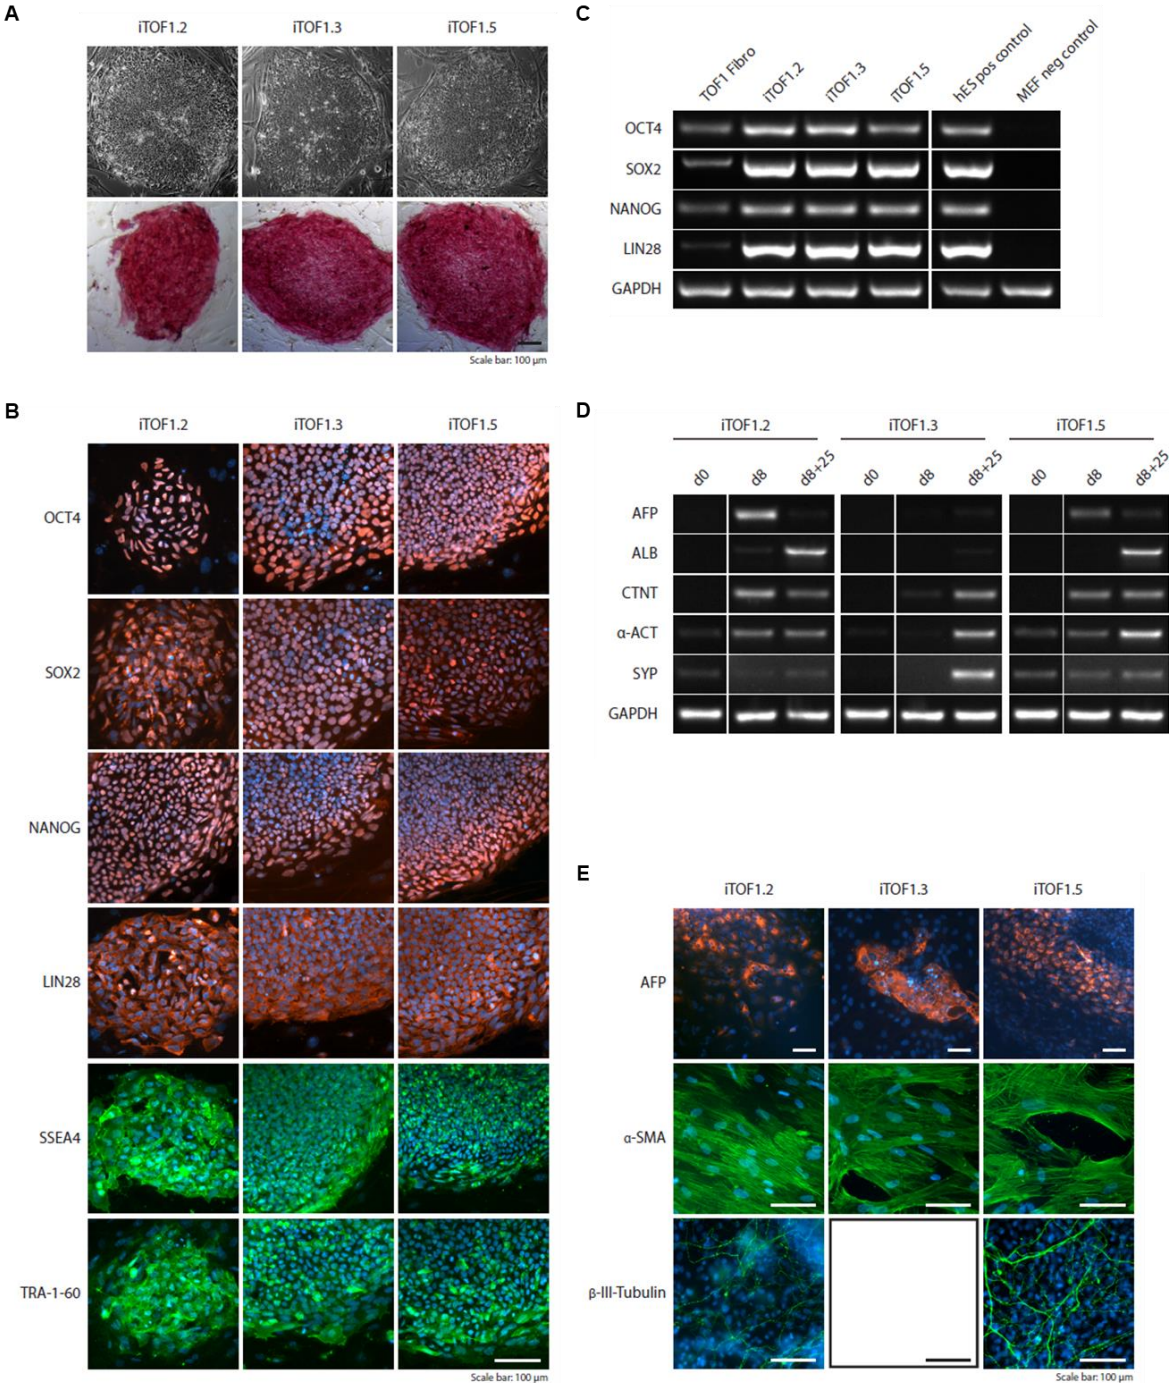 A
iTOF1.2 iTOF1.3 iTOF1.5
Scale bar: 100 µm
B
iTOF1.2 iTOF1.3 iTOF1.5
OCT4
SOX2
NANOG
LIN28
SSEA4
TRA-1-60
Scale bar: 100 µm
C
TOF1 Fibro iTOF1.2 iTOF1.3 iTOF1.5 hES pos control MEF neg control
OCT4
SOX2
NANOG
LIN28
GAPDH
D
iTOF1.2 iTOF1.3 iTOF1.5
d0 d8 d8+25 d0 d8 d8+25 d0 d8 d8+25
AFP
ALB
CTNT
α-ACT
SYP
GAPDH
E
iTOF1.2 iTOF1.3 iTOF1.5
AFP
α-SMA
β-III-Tubulin
Scale bar: 100 µm